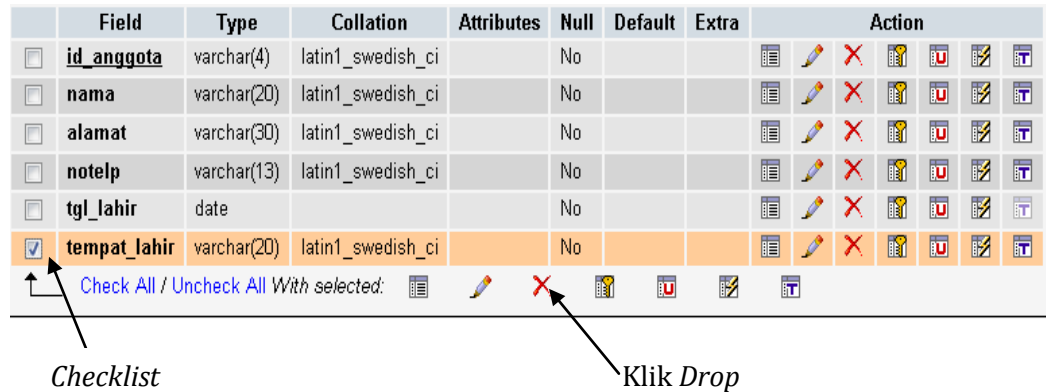 Field Type Collation Attributes Null Default Extra Action
id_anggota varchar(4) latin1_swedish_ci No
nama varchar(20) latin1_swedish_ci No
alamat varchar(30) latin1_swedish_ci No
notelp varchar(13) latin1_swedish_ci No
tgl_lahir date No
tempat_lahir varchar(20) latin1_swedish_ci No
Check All / Uncheck All With selected:
Checklist Klik Drop